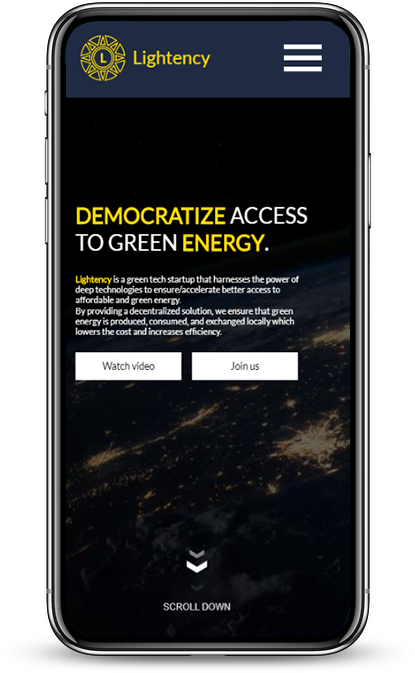 L
Lightency
DEMOCRATIZE ACCESS
TO GREEN ENERGY.
Lightency is a green tech startup that harnesses the power of
deep technologies to ensure/accelerate better access to
affordable and green energy.
By providing a decentralized solution, we ensure that green
energy is produced, consumed, and exchanged locally which
lowers the cost and increases efficiency.
Watch video
Join us
SCROLL DOWN